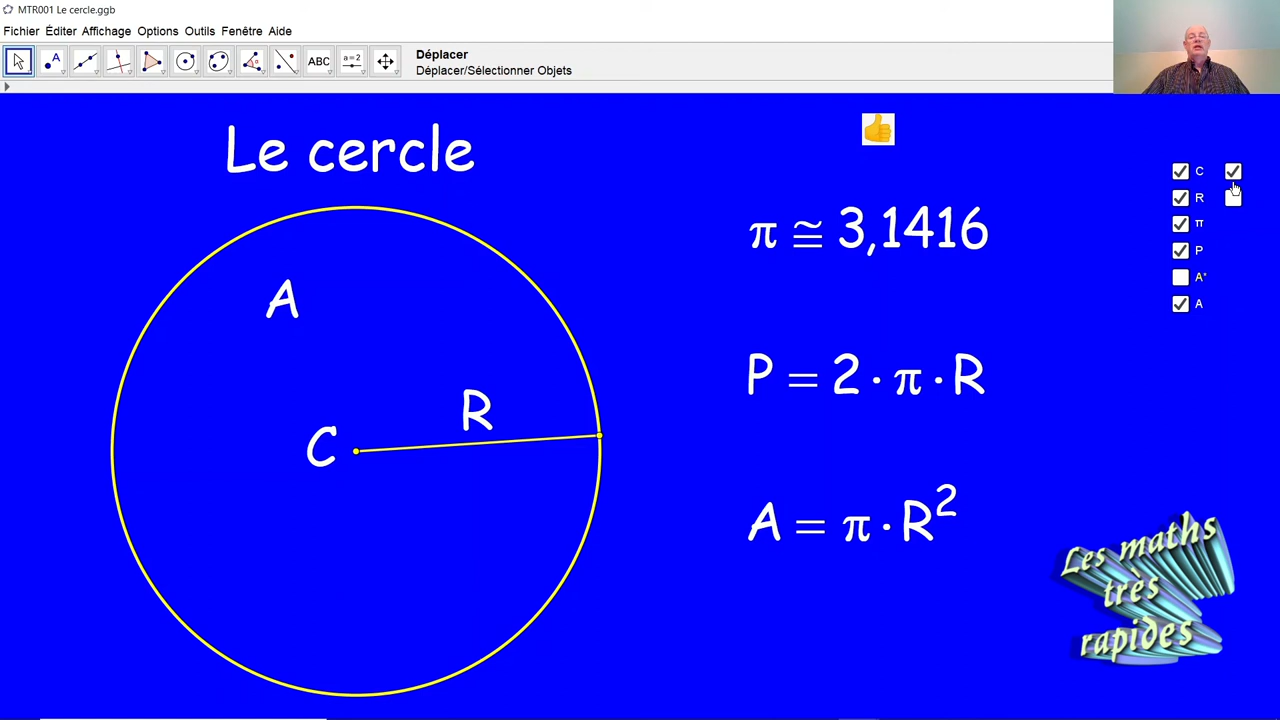 MTR001 Le cercle.ggb
Fichier Éditer Affichage Options Outils Fenêtre Aide
A
ABC
a=2
Déplacer
Déplacer/Sélectionner Objets
Le cercle
C
R
π
P
A*
A
π ≅ 3,1416
A
P = 2 · π · R
R
C
A = π · R²
Les maths
très
rapides